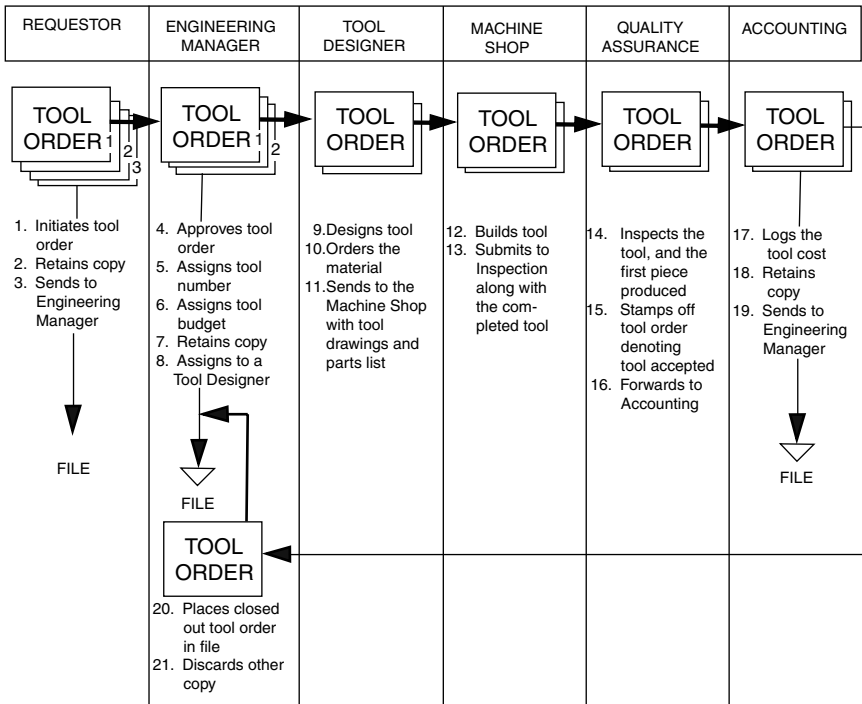 REQUESTOR
ENGINEERING
MANAGER
TOOL
DESIGNER
MACHINE
SHOP
QUALITY
ASSURANCE
ACCOUNTING
TOOL
ORDER 1
2
3
TOOL
ORDER 1
2
TOOL
ORDER
TOOL
ORDER
TOOL
ORDER
TOOL
ORDER
1. Initiates tool
order
2. Retains copy
3. Sends to
Engineering
Manager
FILE
4. Approves tool
order
5. Assigns tool
number
6. Assigns tool
budget
7. Retains copy
8. Assigns to a
Tool Designer
FILE
9.Designs tool
10.Orders the
material
11.Sends to the
Machine Shop
with tool
drawings and
parts list
12. Builds tool
13. Submits to
Inspection
along with
the com-
pleted tool
14. Inspects the
tool, and the
first piece
produced
15. Stamps off
tool order
denoting
tool accepted
16. Forwards to
Accounting
17. Logs the
tool cost
18. Retains
copy
19. Sends to
Engineering
Manager
FILE
TOOL
ORDER
20. Places closed
out tool order
in file
21. Discards other
copy